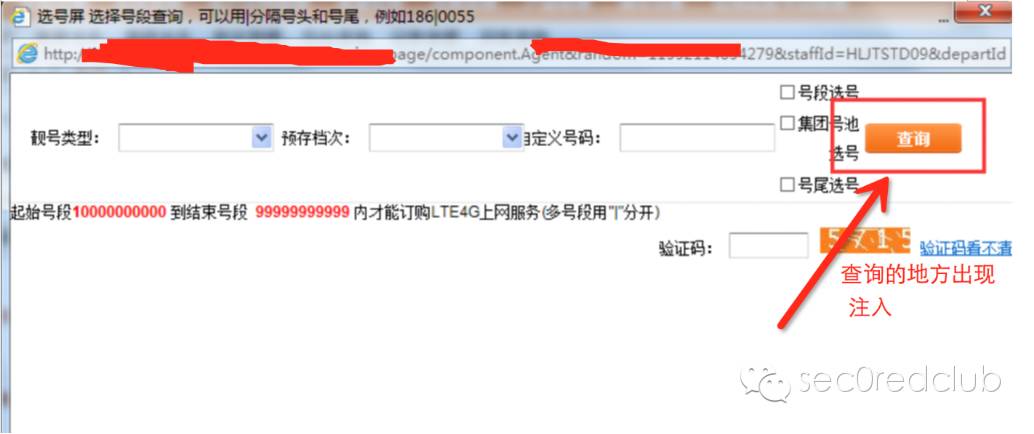 选号屏 选择号段查询，可以用|分隔号头和号尾，例如186|0055
http:/ page/component.Agent& 4279&staffId=HLJTSTD09&departId
号段选号
靓号类型： 预存档次： 自定义号码： 集团号池 查询
选号
号尾选号
起始号段10000000000 到结束号段 99999999999 内才能订购LTE4G上网服务(多号段用"|"分开)
验证码： 5 1 5 验证码看不清
查询的地方出现
注入
sec0redclub